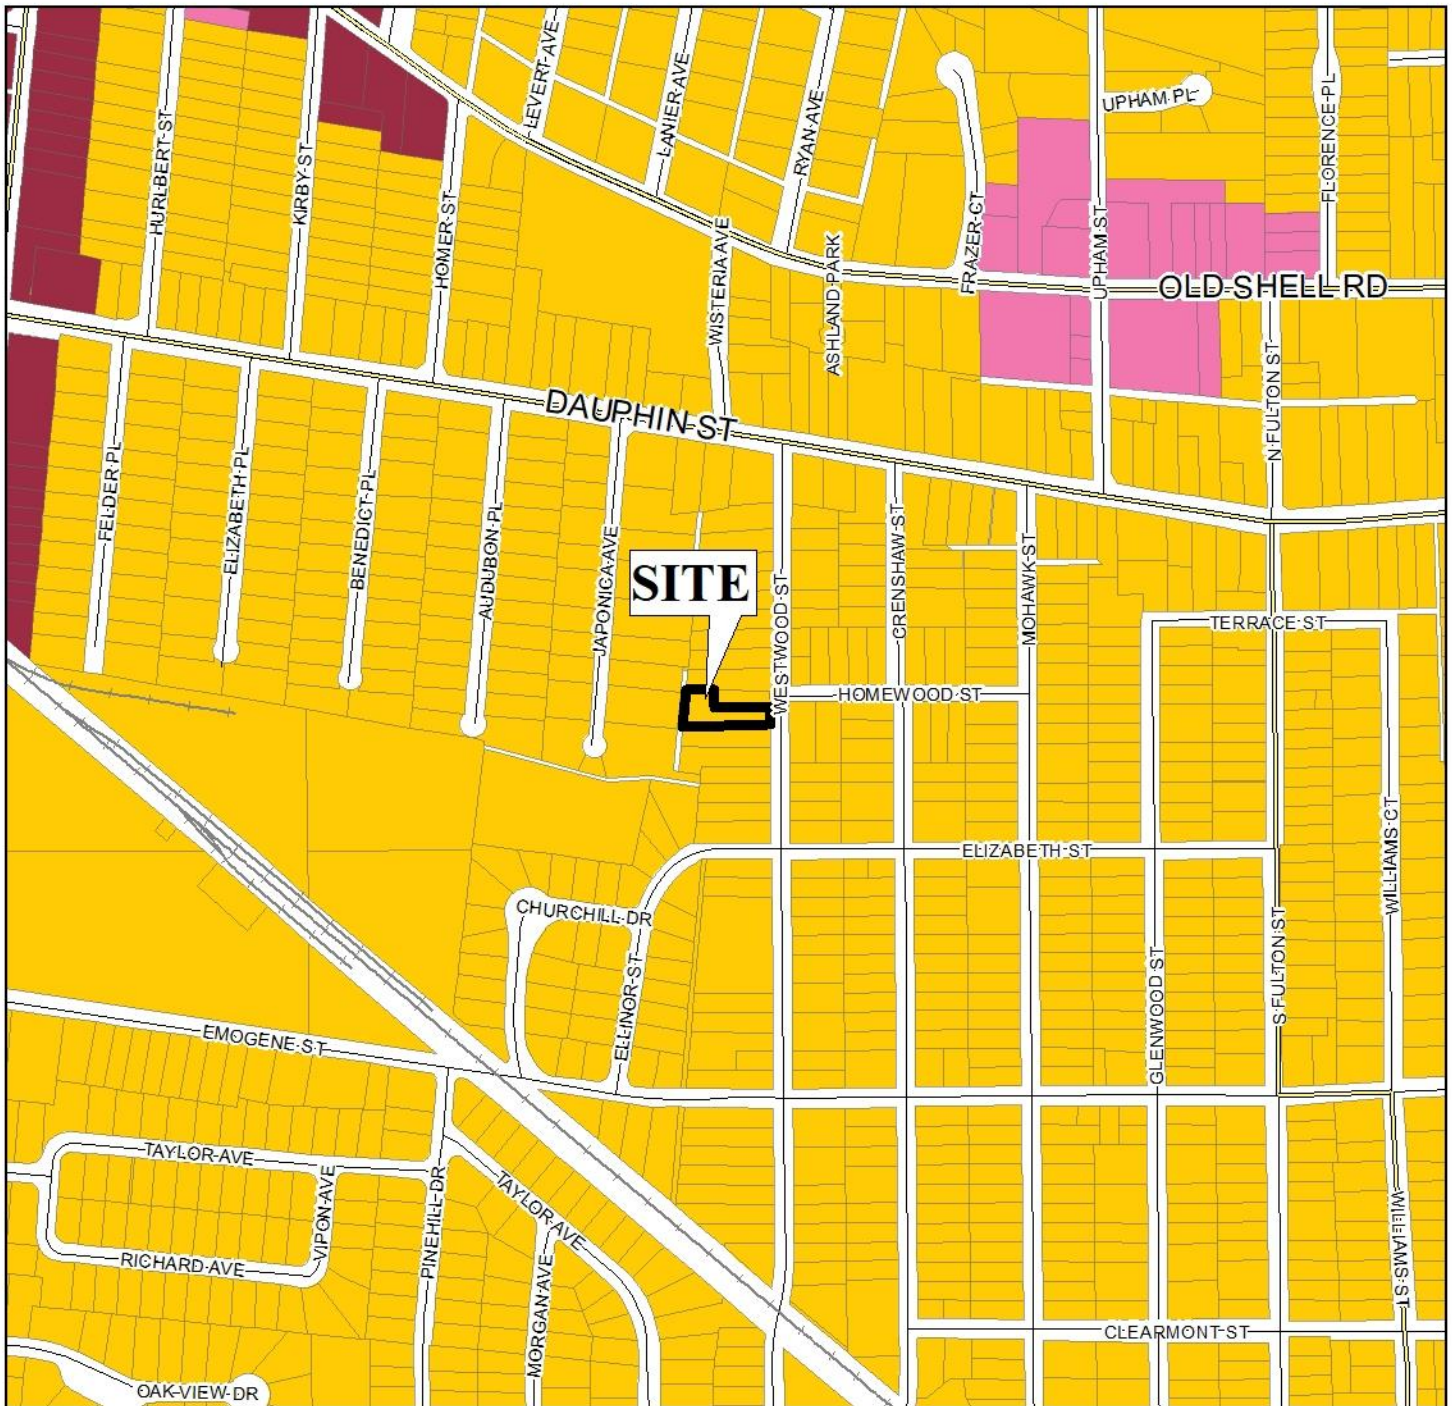 LEVERT AVE
LANIER AVE
RYAN AVE
UPHAM PL
FLORENCE PL
HURLBERT ST
KIRBY ST
HOMER ST
WISTERIA AVE
ASHLAND PARK
FRAZER CT
UPHAM ST
OLD SHELL RD
N FULTON ST
DAUPHIN ST
FELDER PL
ELIZABETH PL
BENEDICT PL
AUDUBON PL
JAPONICA AVE
SITE
WESTWOOD ST
CRENSHAW ST
MOHAWK ST
TERRACE ST
HOMEWOOD ST
ELIZABETH ST
WILLIAMS CT
CHURCHILL DR
ELLINOR ST
GLENWOOD ST
S FULTON ST
EMOGENE ST
TAYLOR AVE
VIPON AVE
PINEHILL DR
TAYLOR AVE
WILLIAMS ST
RICHARD AVE
MORGAN AVE
CLEARMONT ST
OAK VIEW DR